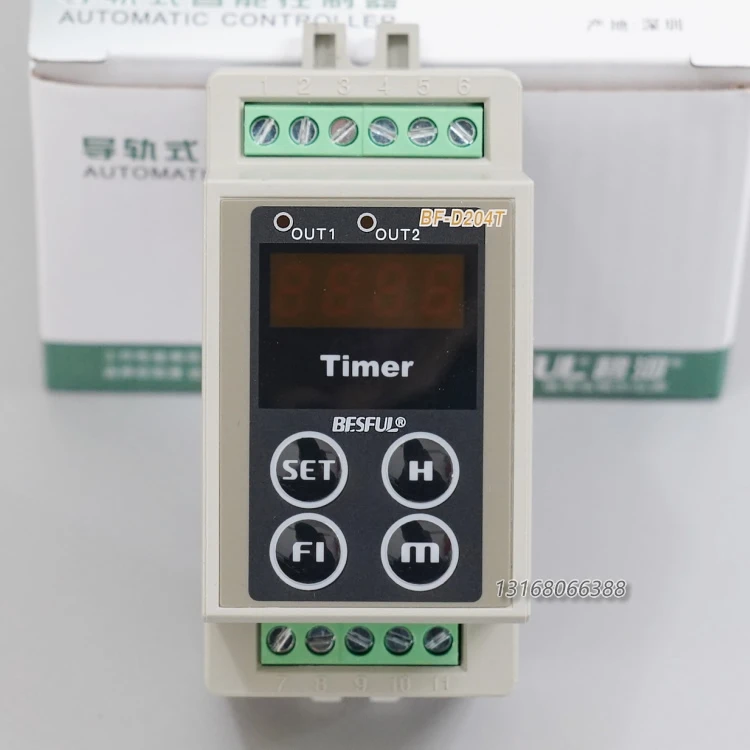 AUTOMATIC CONTROLLER
产地:深圳
导轨式
AUTOMATIC
1 2 3 4 5 6
BF-D204T
OUT1 OUT2
Timer
BESFUL®
SET H
FI M
13168066388
7 8 9 10 11